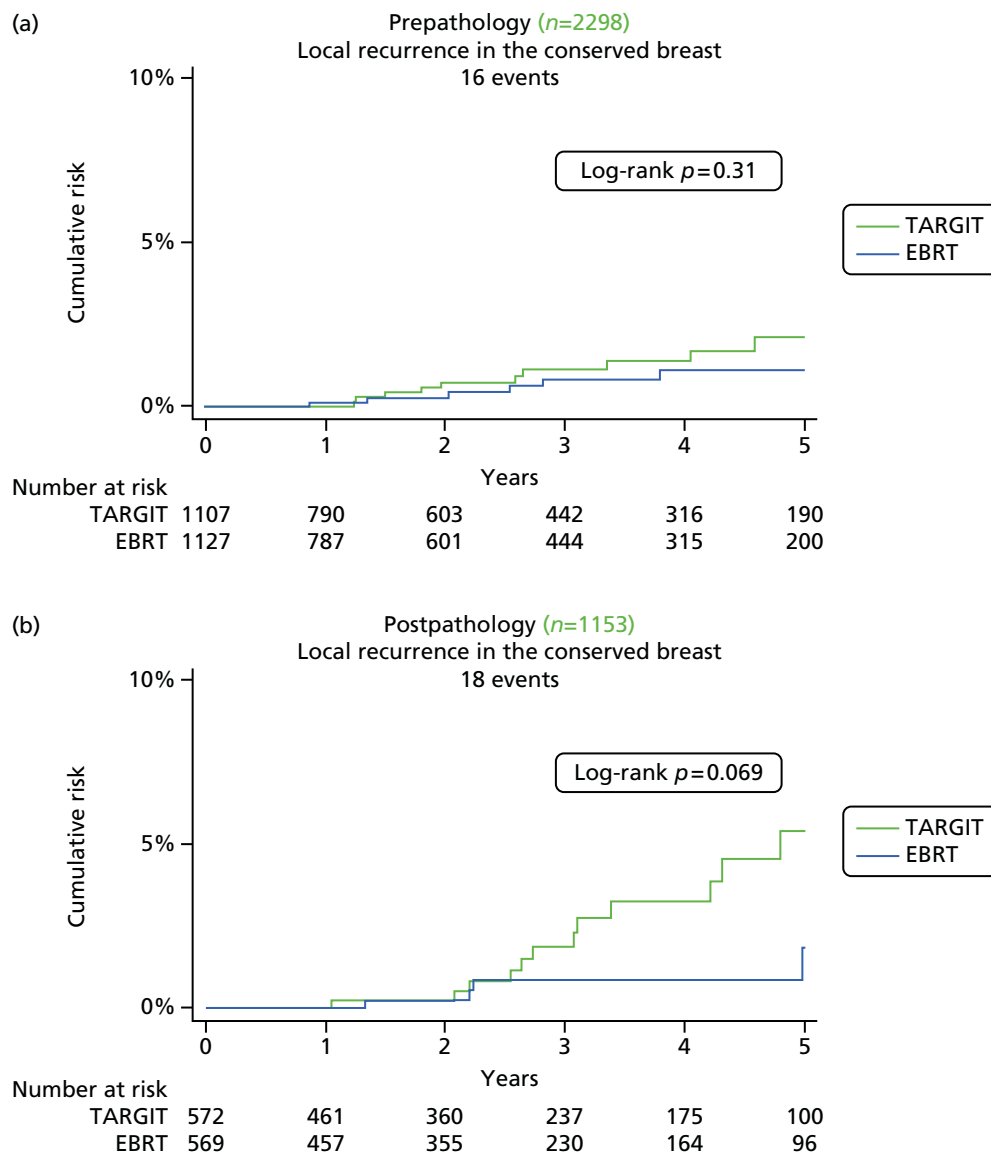 (a)
Prepathology (n=2298)
Local recurrence in the conserved breast
16 events
10%
5%
0%
Cumulative risk
Log-rank p=0.31
TARGIT
EBRT
0 1 2 3 4 5
Years
Number at risk
TARGIT 1107 790 603 442 316 190
EBRT 1127 787 601 444 315 200
(b)
Postpathology (n=1153)
Local recurrence in the conserved breast
18 events
10%
5%
0%
Cumulative risk
Log-rank p=0.069
TARGIT
EBRT
0 1 2 3 4 5
Years
Number at risk
TARGIT 572 461 360 237 175 100
EBRT 569 457 355 230 164 96